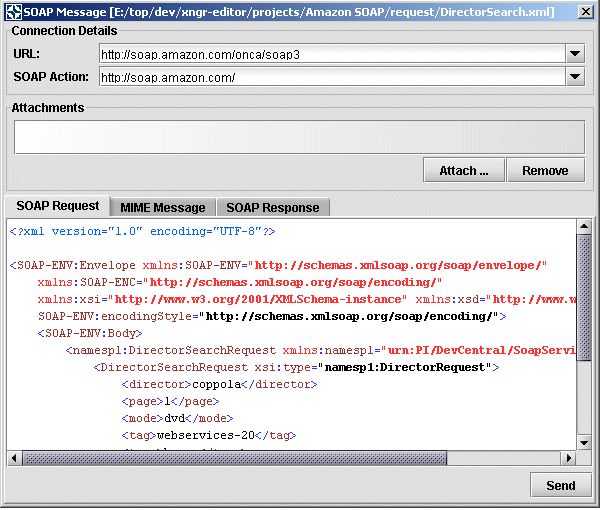 SOAP Message [E:/top/dev/xngr-editor/projects/Amazon SOAP/request/DirectorSearch.xml]
Connection Details
URL: http://soap.amazon.com/onca/soap3
SOAP Action: http://soap.amazon.com/
Attachments
Attach ... Remove
SOAP Request MIME Message SOAP Response
<?xml version="1.0" encoding="UTF-8"?>
<SOAP-ENV:Envelope xmlns:SOAP-ENV="http://schemas.xmlsoap.org/soap/envelope/"
xmlns:SOAP-ENC="http://schemas.xmlsoap.org/soap/encoding/"
xmlns:xsi="http://www.w3.org/2001/XMLSchema-instance" xmlns:xsd="http://www.w
SOAP-ENV:encodingStyle="http://schemas.xmlsoap.org/soap/encoding/">
<SOAP-ENV:Body>
<namesp1:DirectorSearchRequest xmlns:namesp1="urn:PI/DevCentral/SoapServi
<DirectorSearchRequest xsi:type="namesp1:DirectorRequest">
<director>coppola</director>
<page>1</page>
<mode>dvd</mode>
<tag>webservices-20</tag>
Send